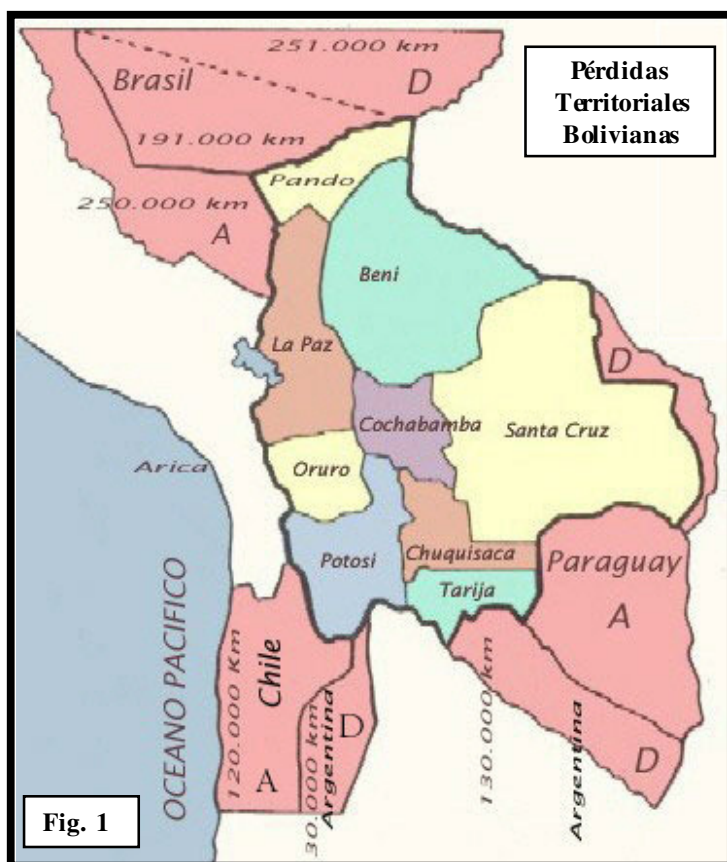 251.000 km
Brasil
D
Pérdidas
Territoriales
Bolivianas
191.000 km
Pando
250.000 km
A
Beni
La Paz
D
Cochabamba
Santa Cruz
Arica
Oruro
Potosi
Chuquisaca
Paraguay
Tarija
A
OCEANO PACIFICO
120.000 Km
Chile
A
30.000 km
Argentina
D
130.000 km
Argentina
D
Fig. 1